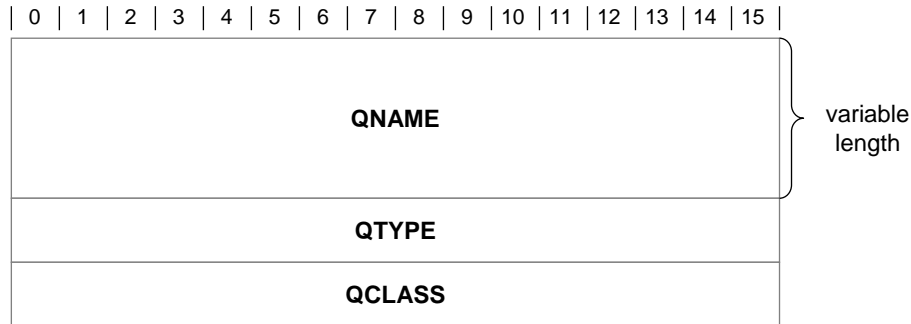 0 1 2 3 4 5 6 7 8 9 10 11 12 13 14 15
QNAME
variable
length
QTYPE
QCLASS